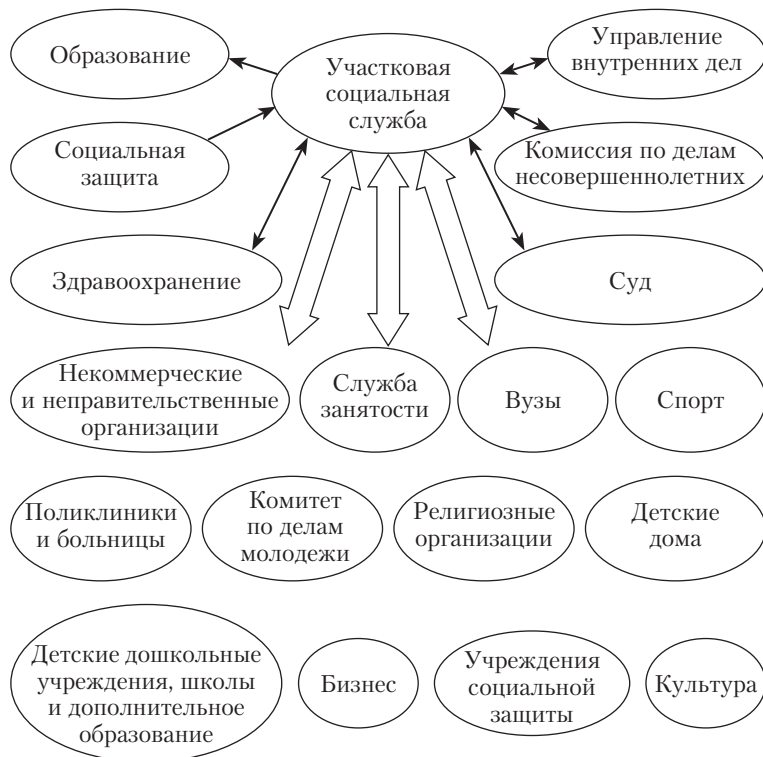 Образование
Участковая
социальная
служба
Управление
внутренних дел
Социальная
защита
Комиссия по делам
несовершеннолетних
Здравоохранение
Суд
Некоммерческие
и неправительственные
организации
Служба
занятости
Вузы
Спорт
Поликлиники
и больницы
Комитет
по делам
молодежи
Религиозные
организации
Детские
дома
Детские дошкольные
учреждения, школы
и дополнительное
образование
Бизнес
Учреждения
социальной
защиты
Культура